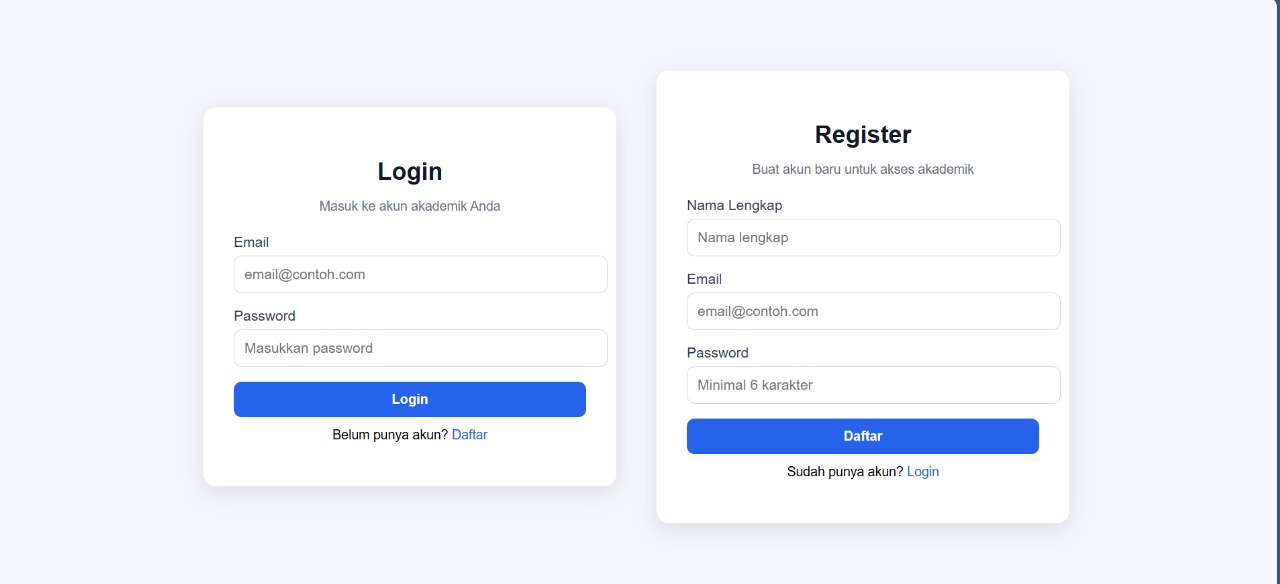 Login
Masuk ke akun akademik Anda
Email
email@contoh.com
Password
Masukkan password
Login
Belum punya akun? Daftar
Register
Buat akun baru untuk akses akademik
Nama Lengkap
Nama lengkap
Email
email@contoh.com
Password
Minimal 6 karakter
Daftar
Sudah punya akun? Login